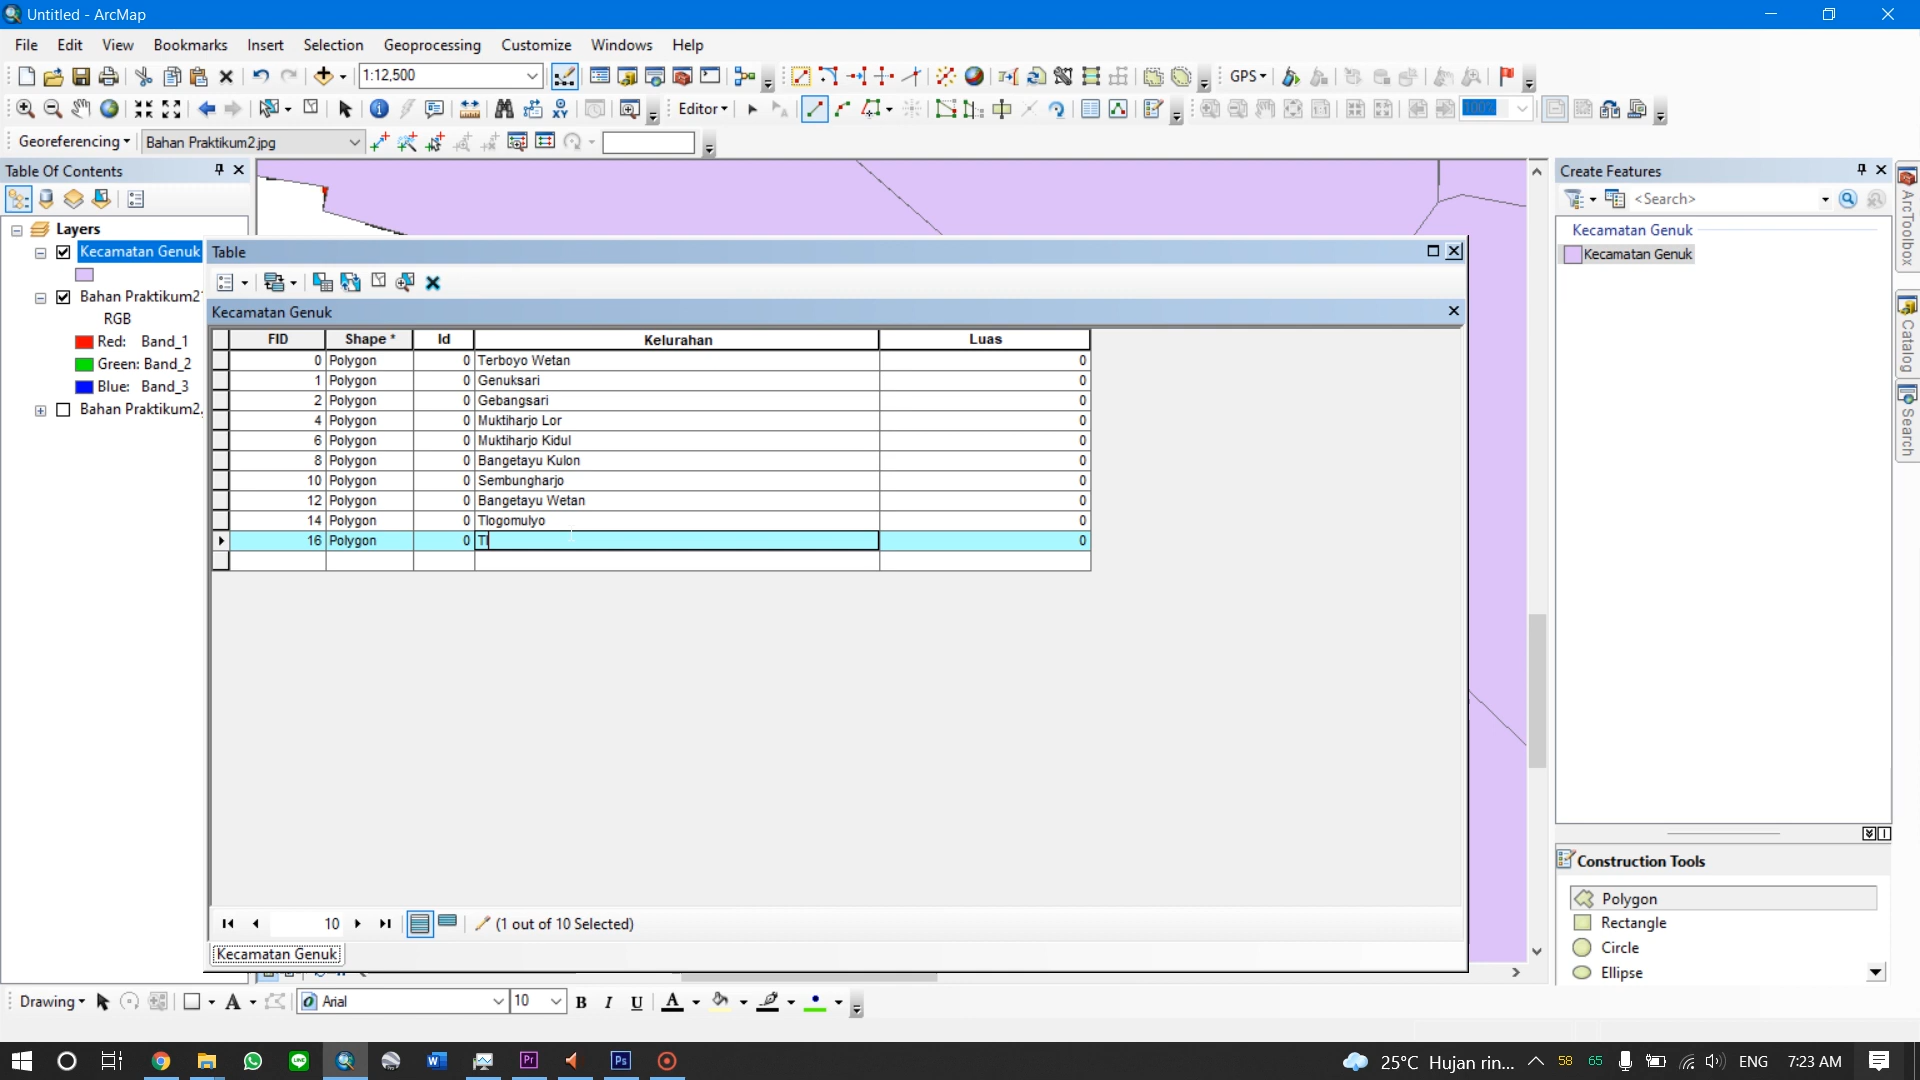 Untitled - ArcMap
File Edit View Bookmarks Insert Selection Geoprocessing Customize Windows Help
1:12,500
GPS
Editor
100%
Georeferencing Bahan Praktikum2.jpg
Table Of Contents
Layers
Kecamatan Genuk
Bahan Praktikum2
RGB
Red: Band_1
Green: Band_2
Blue: Band_3
Bahan Praktikum2.
Table
Kecamatan Genuk
FID Shape * Id Kelurahan Luas
0 Polygon 0 Terboyo Wetan 0
1 Polygon 0 Genuksari 0
2 Polygon 0 Gebangsari 0
4 Polygon 0 Muktiharjo Lor 0
6 Polygon 0 Muktiharjo Kidul 0
8 Polygon 0 Bangetayu Kulon 0
10 Polygon 0 Sembungharjo 0
12 Polygon 0 Bangetayu Wetan 0
14 Polygon 0 Tlogomulyo 0
16 Polygon 0 Tl 0
10 (1 out of 10 Selected)
Kecamatan Genuk
Create Features
<Search>
Kecamatan Genuk
Kecamatan Genuk
Construction Tools
Polygon
Rectangle
Circle
Ellipse
ArcToolbox
Catalog
Search
Drawing A Arial 10 B I U A
25°C Hujan rin... 58 65 ENG 7:23 AM